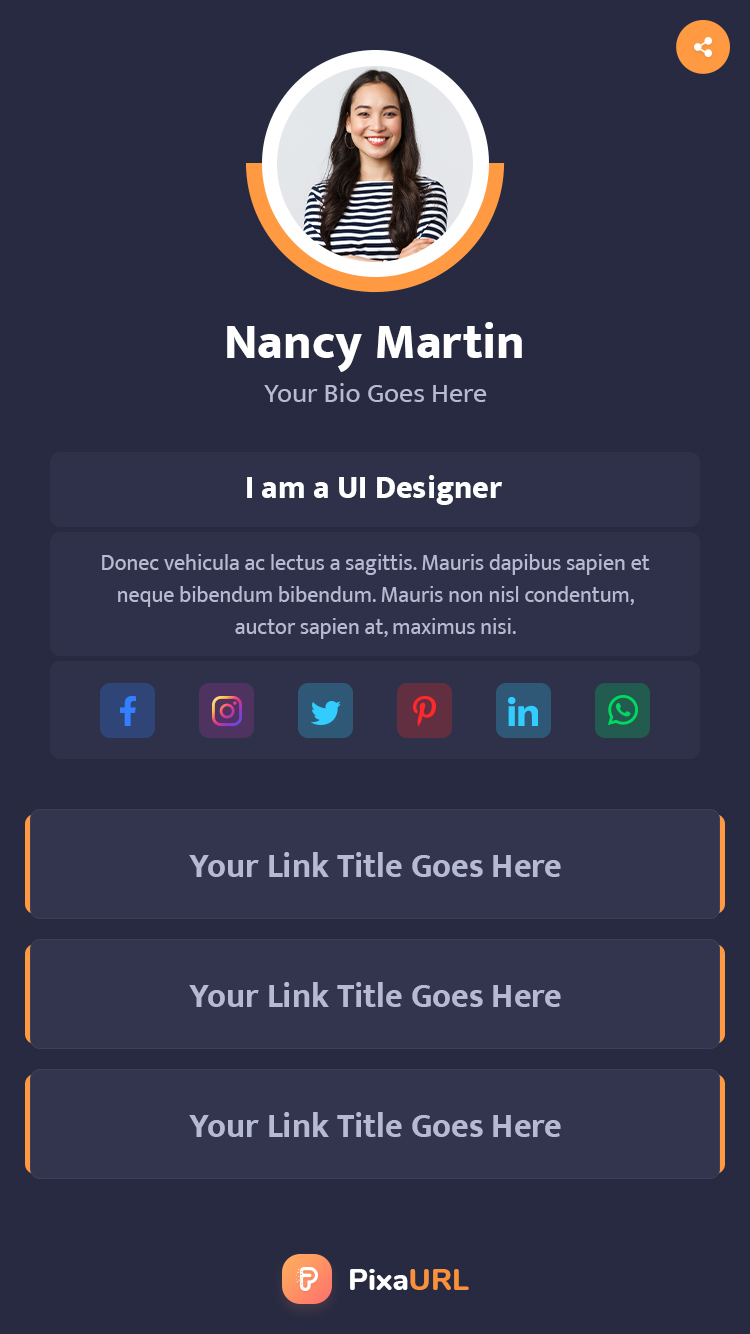 Nancy Martin
Your Bio Goes Here
I am a UI Designer
Donec vehicula ac lectus a sagittis. Mauris dapibus sapien et
neque bibendum bibendum. Mauris non nisl condentum,
auctor sapien at, maximus nisi.
Your Link Title Goes Here
Your Link Title Goes Here
Your Link Title Goes Here
PixaURL